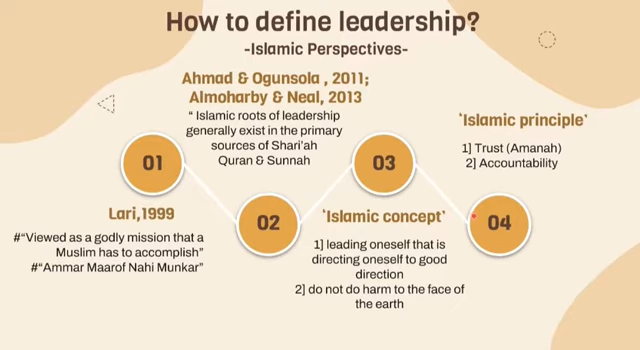 How to define leadership?
-Islamic Perspectives-
01
Lari,1999
#“Viewed as a godly mission that a
Muslim has to accomplish”
#“Ammar Maarof Nahi Munkar”
Ahmad & Ogunsola , 2011;
Almoharby & Neal, 2013
“ Islamic roots of leadership
generally exist in the primary
sources of Shari’ah
Quran & Sunnah
02
03
‘Islamic concept’
1] leading oneself that is
directing oneself to good
direction
2] do not do harm to the face of
the earth
‘Islamic principle’
1] Trust (Amanah)
2] Accountability
04